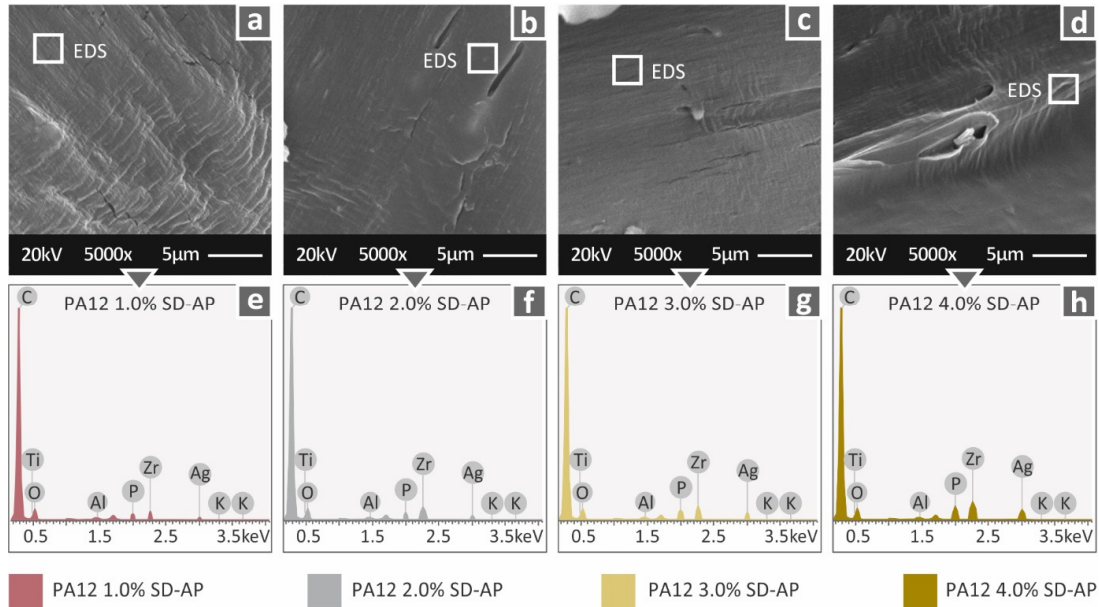 a
EDS
20kV 5000x 5μm
b
EDS
20kV 5000x 5μm
c
EDS
20kV 5000x 5μm
d
EDS
20kV 5000x 5μm
C PA12 1.0% SD-AP e
Ti
O Al P Zr Ag K K
0.5 1.5 2.5 3.5keV
C PA12 2.0% SD-AP f
Ti
O Al P Zr Ag K K
0.5 1.5 2.5 3.5keV
C PA12 3.0% SD-AP g
Ti
O Al P Zr Ag K K
0.5 1.5 2.5 3.5keV
C PA12 4.0% SD-AP h
Ti
O Al P Zr Ag K K
0.5 1.5 2.5 3.5keV
PA12 1.0% SD-AP PA12 2.0% SD-AP PA12 3.0% SD-AP PA12 4.0% SD-AP